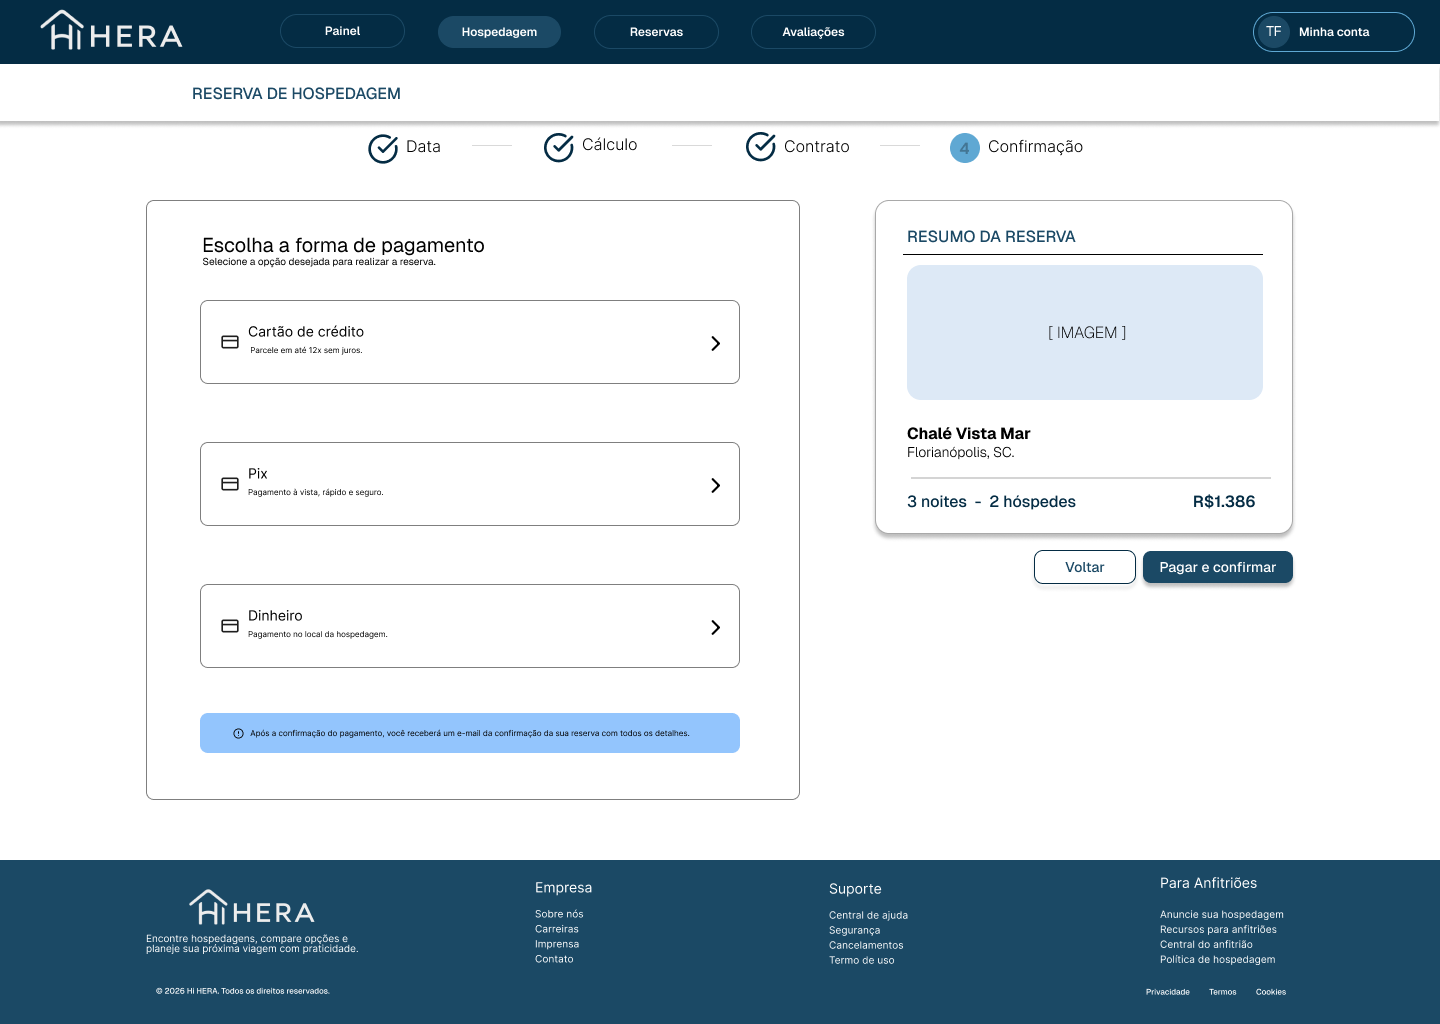 Hi HERA
Painel
Hospedagem
Reservas
Avaliações
TF
Minha conta
RESERVA DE HOSPEDAGEM
Data
Cálculo
Contrato
4
Confirmação
Escolha a forma de pagamento
Selecione a opção desejada para realizar a reserva.
Cartão de crédito
Parcele em até 12x sem juros.
Pix
Pagamento à vista, rápido e seguro.
Dinheiro
Pagamento no local da hospedagem.
Após a confirmação do pagamento, você receberá um e-mail da confirmação da sua reserva com todos os detalhes.
RESUMO DA RESERVA
[ IMAGEM ]
Chalé Vista Mar
Florianópolis, SC.
3 noites - 2 hóspedes
R$1.386
Voltar
Pagar e confirmar
Hi HERA
Encontre hospedagens, compare opções e
planeje sua próxima viagem com praticidade.
© 2026 Hi HERA. Todos os direitos reservados.
Empresa
Sobre nós
Carreiras
Imprensa
Contato
Suporte
Central de ajuda
Segurança
Cancelamentos
Termo de uso
Para Anfitriões
Anuncie sua hospedagem
Recursos para anfitriões
Central do anfitrião
Política de hospedagem
Privacidade
Termos
Cookies